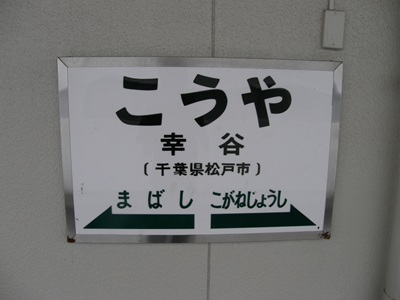 こうや
幸谷
(千葉県松戸市)
まばし こがねじょうし